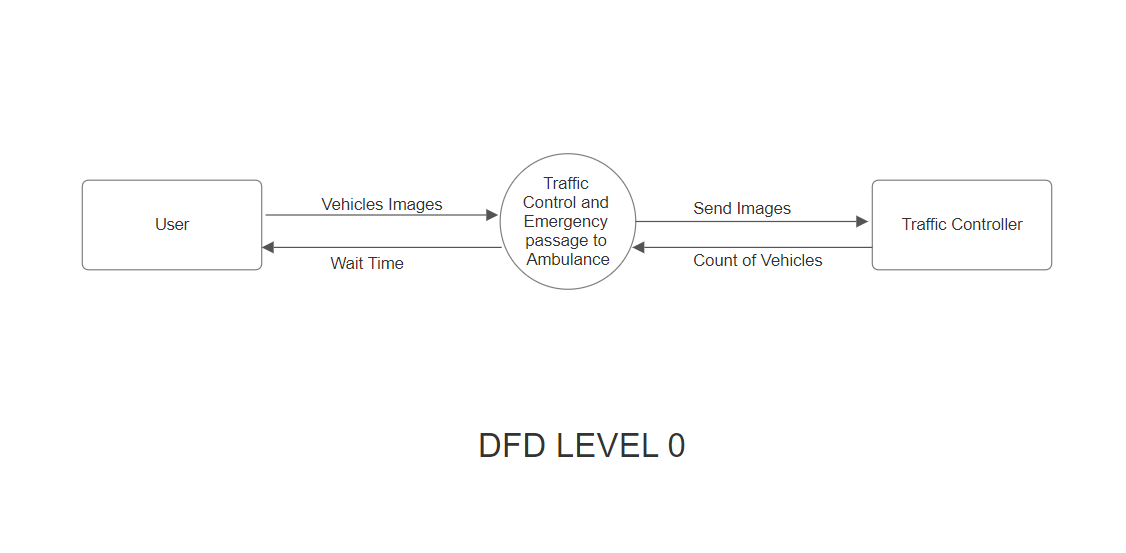 User
Vehicles Images
Wait Time
Traffic
Control and
Emergency
passage to
Ambulance
Send Images
Count of Vehicles
Traffic Controller
DFD LEVEL 0